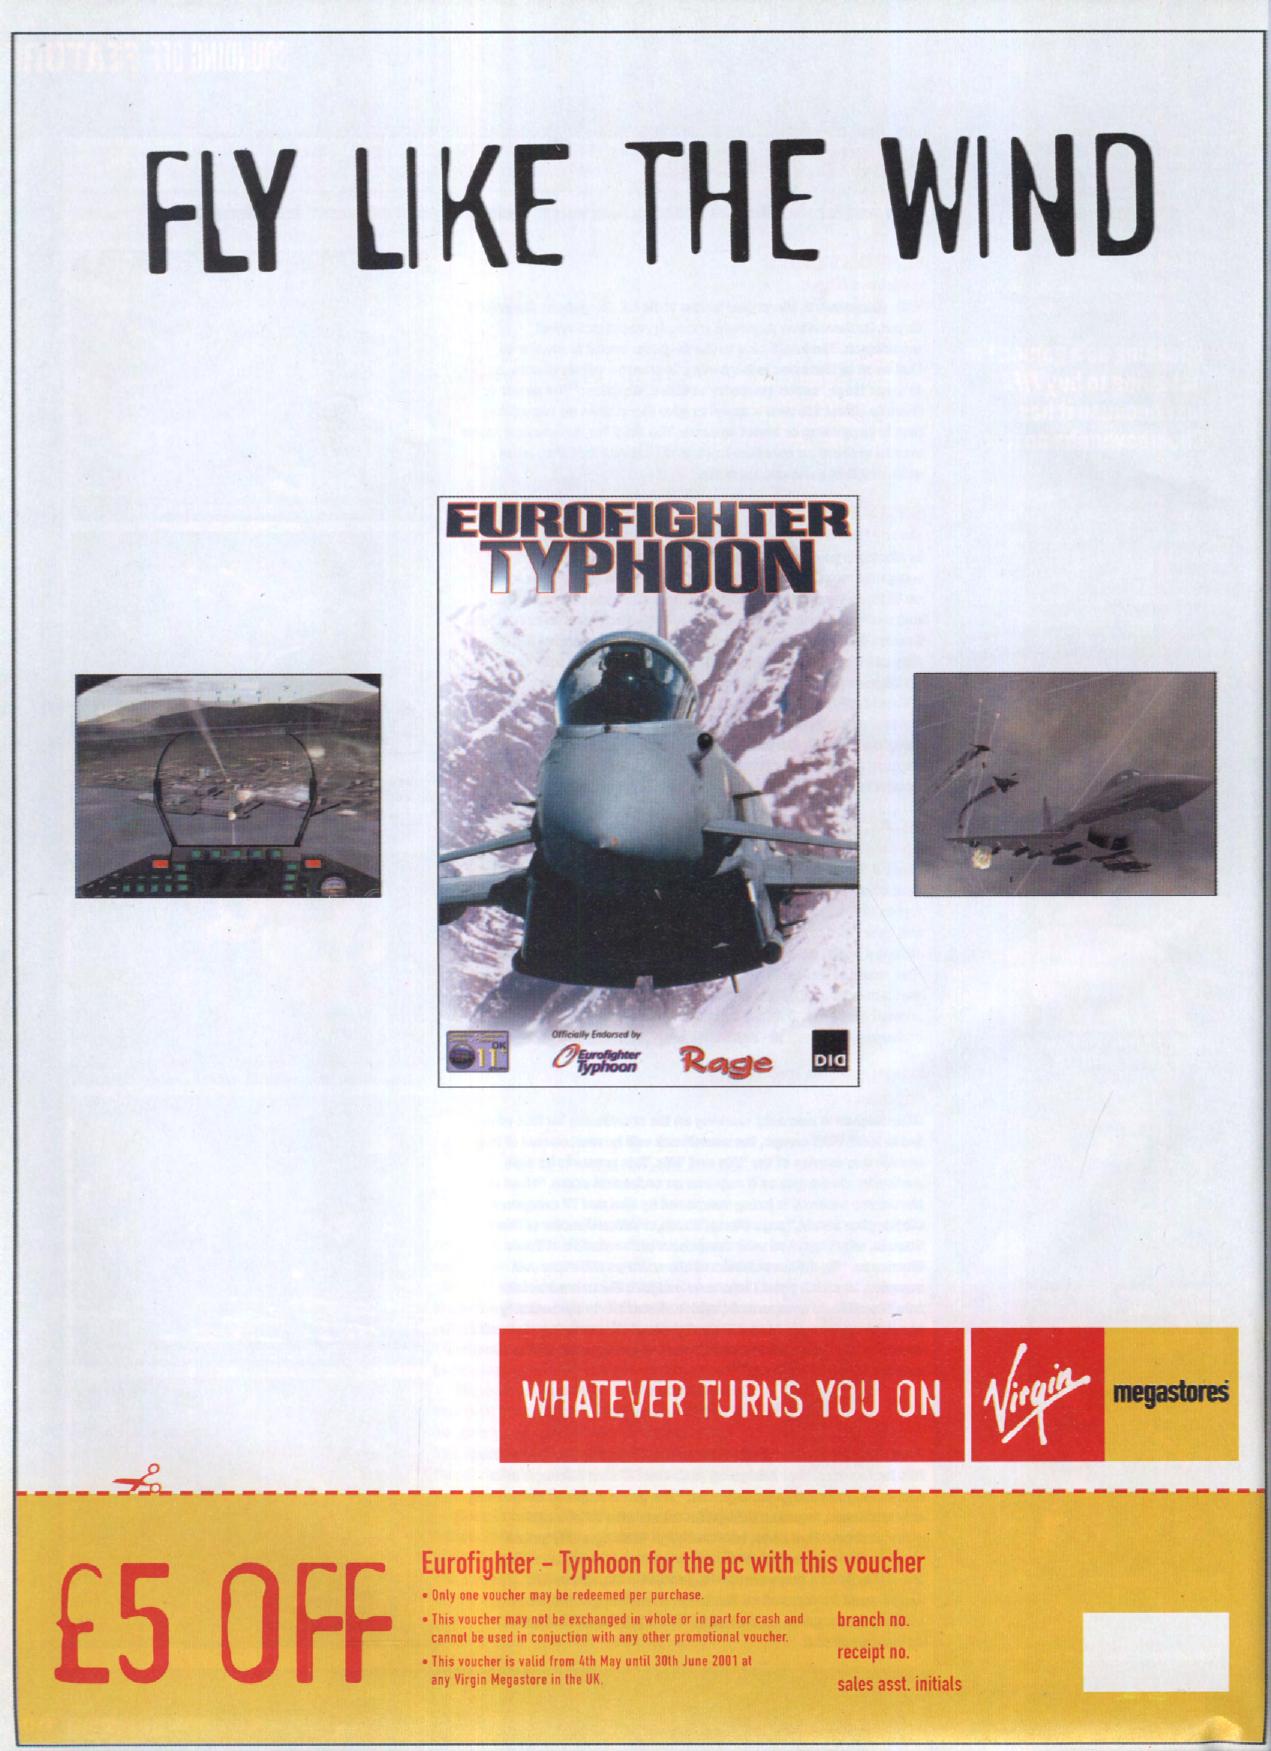 FLY LIKE THE WIND
EUROFIGHTER
TYPHOON
11+
UK
Officially Endorsed by
Eurofighter
Typhoon
Rage
DID
WHATEVER TURNS YOU ON
Virgin
megastores
£5 OFF
Eurofighter - Typhoon for the pc with this voucher
• Only one voucher may be redeemed per purchase.
• This voucher may not be exchanged in whole or in part for cash and
cannot be used in conjuction with any other promotional voucher.
• This voucher is valid from 4th May until 30th June 2001 at
any Virgin Megastore in the UK.
branch no.
receipt no.
sales asst. initials